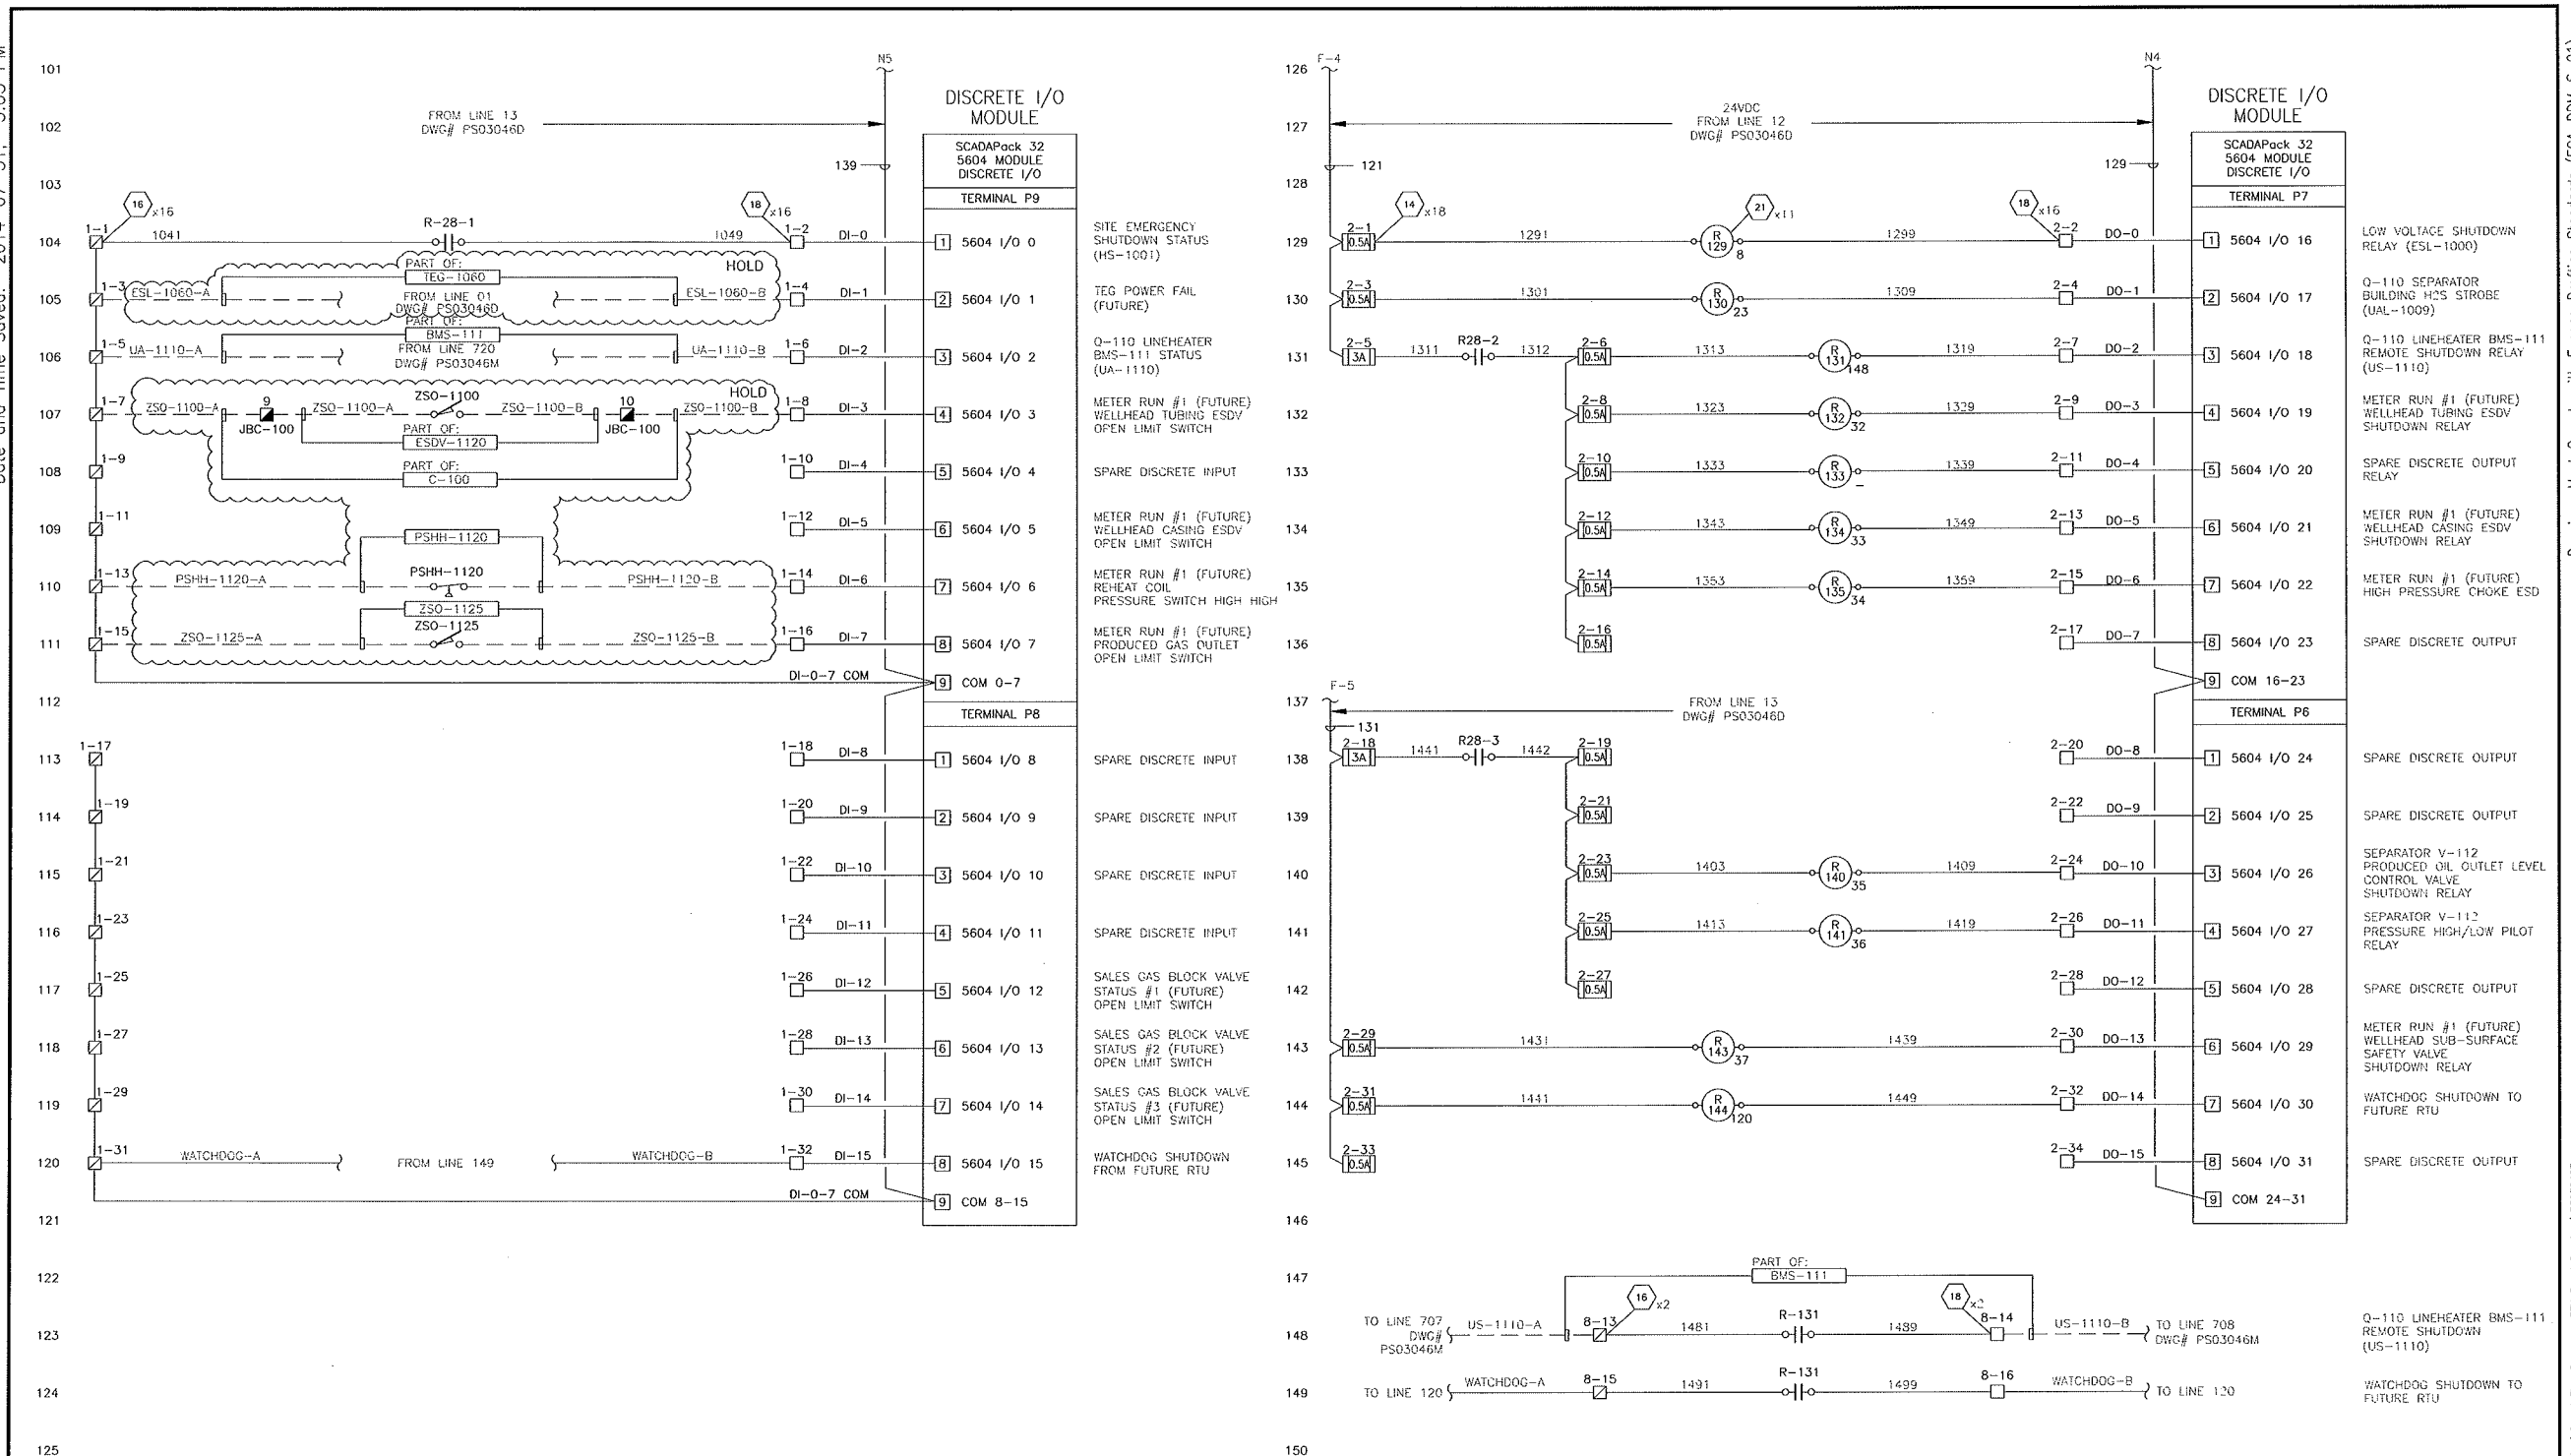 101
N5
DISCRETE I/O
MODULE
102
FROM LINE 13
DWG# PS03046D
SCADAPack 32
5604 MODULE
DISCRETE I/O
139
103
TERMINAL P9
16 x16
18 x16
104
1-1
1041
R-28-1
1049
1-2
DI-0
1 5604 I/O 0
SITE EMERGENCY
SHUTDOWN STATUS
(HS-1001)
HOLD
PART OF:
TEG-1060
105
1-3
ESL-1060-A
FROM LINE 01
DWG# PS03046D
ESL-1060-B
1-4
DI-1
2 5604 I/O 1
TEG POWER FAIL
(FUTURE)
PART OF:
BMS-111
106
1-5
UA-1110-A
FROM LINE 720
DWG# PS03046M
UA-1110-B
1-6
DI-2
3 5604 I/O 2
Q-110 LINEHEATER
BMS-111 STATUS
(UA-1110)
HOLD
107
1-7
ZSO-1100-A
9
JBC-100
ZSO-1100-A
ZSO-1100
ZSO-1100-B
10
JBC-100
ZSO-1100-B
1-8
DI-3
4 5604 I/O 3
METER RUN #1 (FUTURE)
WELLHEAD TUBING ESDV
OPEN LIMIT SWITCH
PART OF:
ESDV-1120
108
1-9
PART OF:
C-100
1-10
DI-4
5 5604 I/O 4
SPARE DISCRETE INPUT
109
1-11
1-12
DI-5
6 5604 I/O 5
METER RUN #1 (FUTURE)
WELLHEAD CASING ESDV
OPEN LIMIT SWITCH
PSHH-1120
110
1-13
PSHH-1120-A
PSHH-1120
PSHH-1120-B
1-14
DI-6
7 5604 I/O 6
METER RUN #1 (FUTURE)
REHEAT COIL
PRESSURE SWITCH HIGH HIGH
ZSO-1125
111
1-15
ZSO-1125-A
ZSO-1125
ZSO-1125-B
1-16
DI-7
8 5604 I/O 7
METER RUN #1 (FUTURE)
PRODUCED GAS OUTLET
OPEN LIMIT SWITCH
DI-0-7 COM
9 COM 0-7
112
TERMINAL P8
113
1-17
1-18
DI-8
1 5604 I/O 8
SPARE DISCRETE INPUT
114
1-19
1-20
DI-9
2 5604 I/O 9
SPARE DISCRETE INPUT
115
1-21
1-22
DI-10
3 5604 I/O 10
SPARE DISCRETE INPUT
116
1-23
1-24
DI-11
4 5604 I/O 11
SPARE DISCRETE INPUT
117
1-25
1-26
DI-12
5 5604 I/O 12
SALES GAS BLOCK VALVE
STATUS #1 (FUTURE)
OPEN LIMIT SWITCH
118
1-27
1-28
DI-13
6 5604 I/O 13
SALES GAS BLOCK VALVE
STATUS #2 (FUTURE)
OPEN LIMIT SWITCH
119
1-29
1-30
DI-14
7 5604 I/O 14
SALES GAS BLOCK VALVE
STATUS #3 (FUTURE)
OPEN LIMIT SWITCH
120
1-31
WATCHDOG-A
FROM LINE 149
WATCHDOG-B
1-32
DI-15
8 5604 I/O 15
WATCHDOG SHUTDOWN
FROM FUTURE RTU
DI-0-7 COM
9 COM 8-15
121
122
123
124
125
126
F-4
N4
DISCRETE I/O
MODULE
127
24VDC
FROM LINE 12
DWG# PS03046D
SCADAPack 32
5604 MODULE
DISCRETE I/O
121
129
128
TERMINAL P7
14 x18
21 x11
18 x16
129
2-1
0.5A
1291
R
129
8
1299
2-2
DO-0
1 5604 I/O 16
LOW VOLTAGE SHUTDOWN
RELAY (ESL-1000)
130
2-3
0.5A
1301
R
130
23
1309
2-4
DO-1
2 5604 I/O 17
Q-110 SEPARATOR
BUILDING H2S STROBE
(UAL-1009)
131
2-5
3A
1311
R28-2
1312
2-6
0.5A
1313
R
131
148
1319
2-7
DO-2
3 5604 I/O 18
Q-110 LINEHEATER BMS-111
REMOTE SHUTDOWN RELAY
(US-1110)
132
2-8
0.5A
1323
R
132
32
1329
2-9
DO-3
4 5604 I/O 19
METER RUN #1 (FUTURE)
WELLHEAD TUBING ESDV
SHUTDOWN RELAY
133
2-10
0.5A
1333
R
133
–
1339
2-11
DO-4
5 5604 I/O 20
SPARE DISCRETE OUTPUT
RELAY
134
2-12
0.5A
1343
R
134
33
1349
2-13
DO-5
6 5604 I/O 21
METER RUN #1 (FUTURE)
WELLHEAD CASING ESDV
SHUTDOWN RELAY
135
2-14
0.5A
1353
R
135
34
1359
2-15
DO-6
7 5604 I/O 22
METER RUN #1 (FUTURE)
HIGH PRESSURE CHOKE ESD
136
2-16
0.5A
2-17
DO-7
8 5604 I/O 23
SPARE DISCRETE OUTPUT
9 COM 16-23
137
F-5
FROM LINE 13
DWG# PS03046D
TERMINAL P6
131
138
2-18
3A
1441
R28-3
1442
2-19
0.5A
2-20
DO-8
1 5604 I/O 24
SPARE DISCRETE OUTPUT
139
2-21
0.5A
2-22
DO-9
2 5604 I/O 25
SPARE DISCRETE OUTPUT
140
2-23
0.5A
1403
R
140
35
1409
2-24
DO-10
3 5604 I/O 26
SEPARATOR V-112
PRODUCED OIL OUTLET LEVEL
CONTROL VALVE
SHUTDOWN RELAY
141
2-25
0.5A
1413
R
141
36
1419
2-26
DO-11
4 5604 I/O 27
SEPARATOR V-112
PRESSURE HIGH/LOW PILOT
RELAY
142
2-27
0.5A
2-28
DO-12
5 5604 I/O 28
SPARE DISCRETE OUTPUT
143
2-29
0.5A
1431
R
143
37
1439
2-30
DO-13
6 5604 I/O 29
METER RUN #1 (FUTURE)
WELLHEAD SUB-SURFACE
SAFETY VALVE
SHUTDOWN RELAY
144
2-31
0.5A
1441
R
144
120
1449
2-32
DO-14
7 5604 I/O 30
WATCHDOG SHUTDOWN TO
FUTURE RTU
145
2-33
0.5A
2-34
DO-15
8 5604 I/O 31
SPARE DISCRETE OUTPUT
9 COM 24-31
146
147
PART OF:
BMS-111
16 x2
18 x2
148
TO LINE 707
DWG#
PS03046M
US-1110-A
8-13
1481
R-131
1489
8-14
US-1110-B
TO LINE 708
DWG# PS03046M
Q-110 LINEHEATER BMS-111
REMOTE SHUTDOWN
(US-1110)
149
TO LINE 120
WATCHDOG-A
8-15
1491
R-131
1499
8-16
WATCHDOG-B
TO LINE 120
WATCHDOG SHUTDOWN TO
FUTURE RTU
150